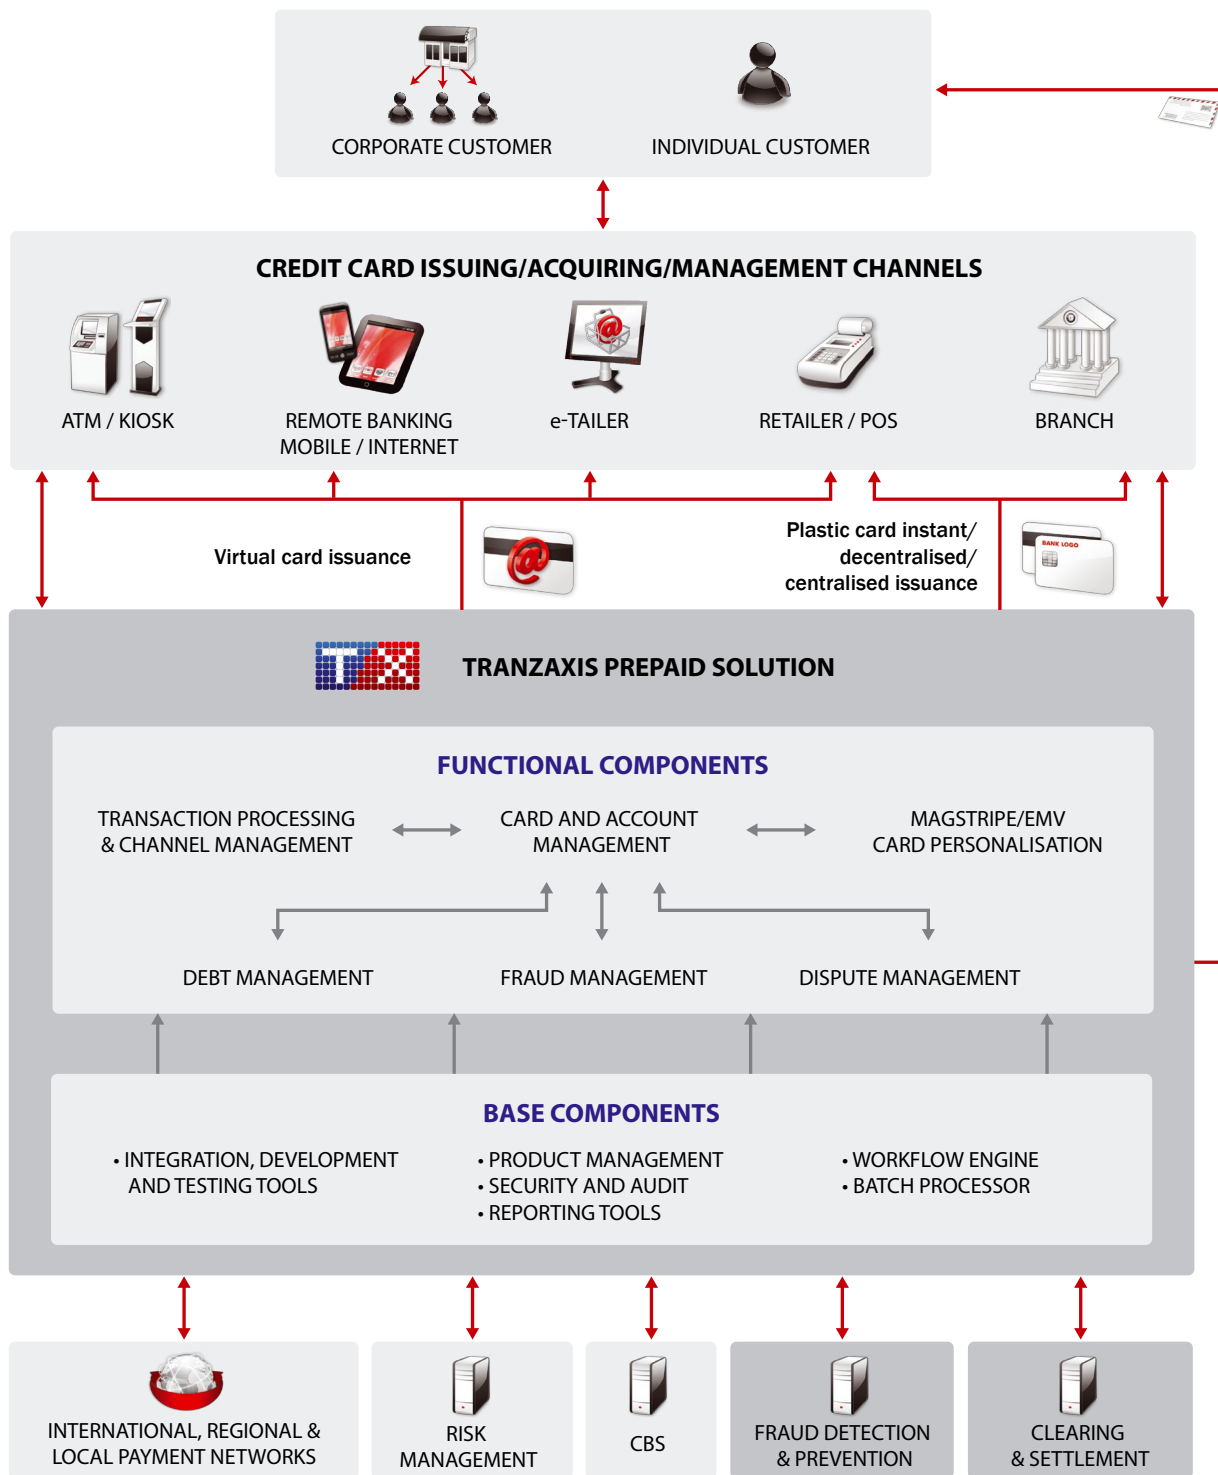 CORPORATE CUSTOMER
INDIVIDUAL CUSTOMER
CREDIT CARD ISSUING/ACQUIRING/MANAGEMENT CHANNELS
ATM / KIOSK
REMOTE BANKING
MOBILE / INTERNET
e-TAILER
RETAILER / POS
BRANCH
Virtual card issuance
@
Plastic card instant/
decentralised/
centralised issuance
BANK LOGO
TX
TRANZAXIS PREPAID SOLUTION
FUNCTIONAL COMPONENTS
TRANSACTION PROCESSING
& CHANNEL MANAGEMENT
CARD AND ACCOUNT
MANAGEMENT
MAGSTRIPE/EMV
CARD PERSONALISATION
DEBT MANAGEMENT
FRAUD MANAGEMENT
DISPUTE MANAGEMENT
BASE COMPONENTS
• INTEGRATION, DEVELOPMENT
AND TESTING TOOLS
• PRODUCT MANAGEMENT
• SECURITY AND AUDIT
• REPORTING TOOLS
• WORKFLOW ENGINE
• BATCH PROCESSOR
INTERNATIONAL, REGIONAL &
LOCAL PAYMENT NETWORKS
RISK
MANAGEMENT
CBS
FRAUD DETECTION
& PREVENTION
CLEARING
& SETTLEMENT